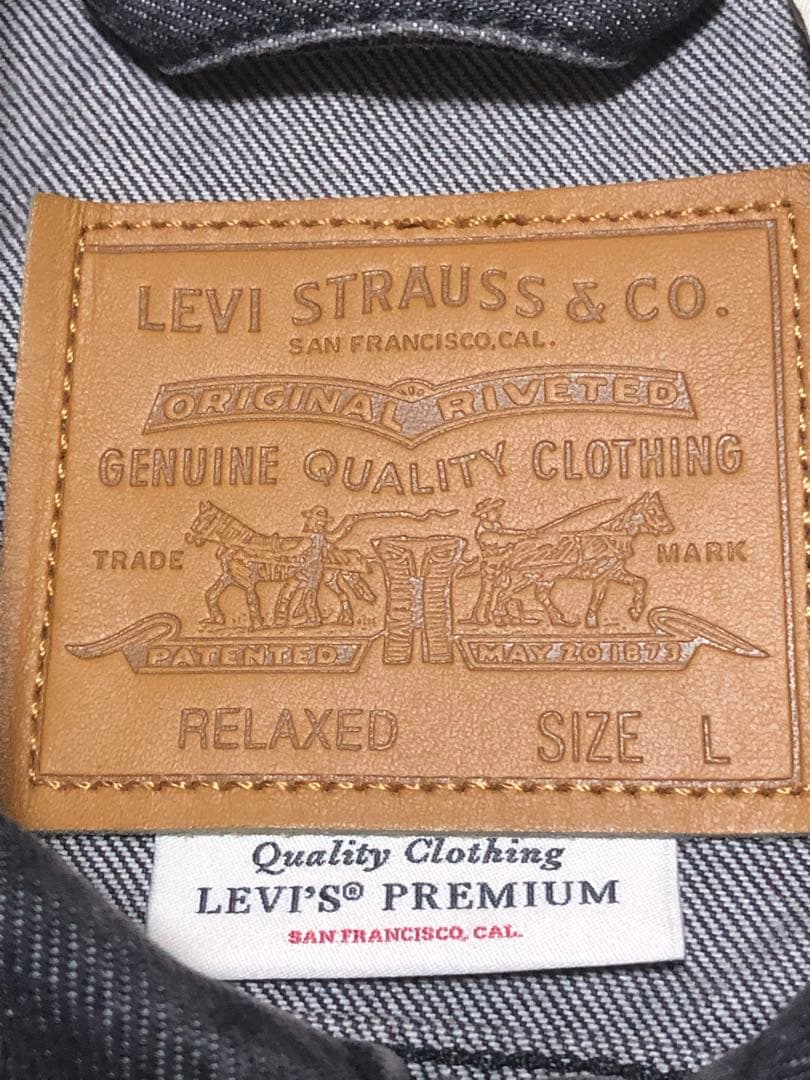 LEVI STRAUSS & CO.
SAN FRANCISCO, CAL.
ORIGINAL RIVETED
GENUINE QUALITY CLOTHING
TRADE MARK
PATENTED MAY 20 1873
RELAXED SIZE L
Quality Clothing
LEVI'S® PREMIUM
SAN FRANCISCO, CAL.